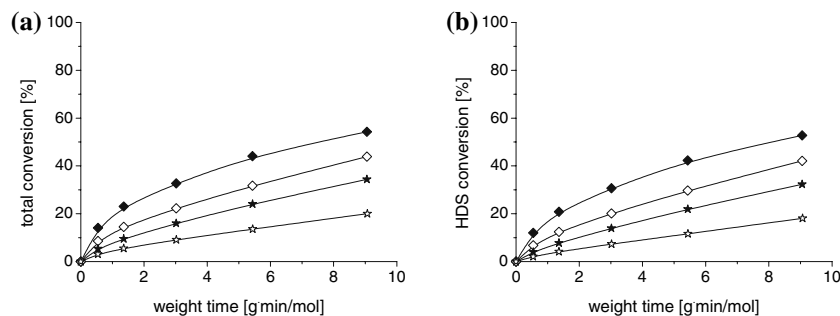 (a)
100
80
60
40
20
0
total conversion [%]
0 2 4 6 8 10
weight time [g·min/mol]
(b)
100
80
60
40
20
0
HDS conversion [%]
0 2 4 6 8 10
weight time [g·min/mol]